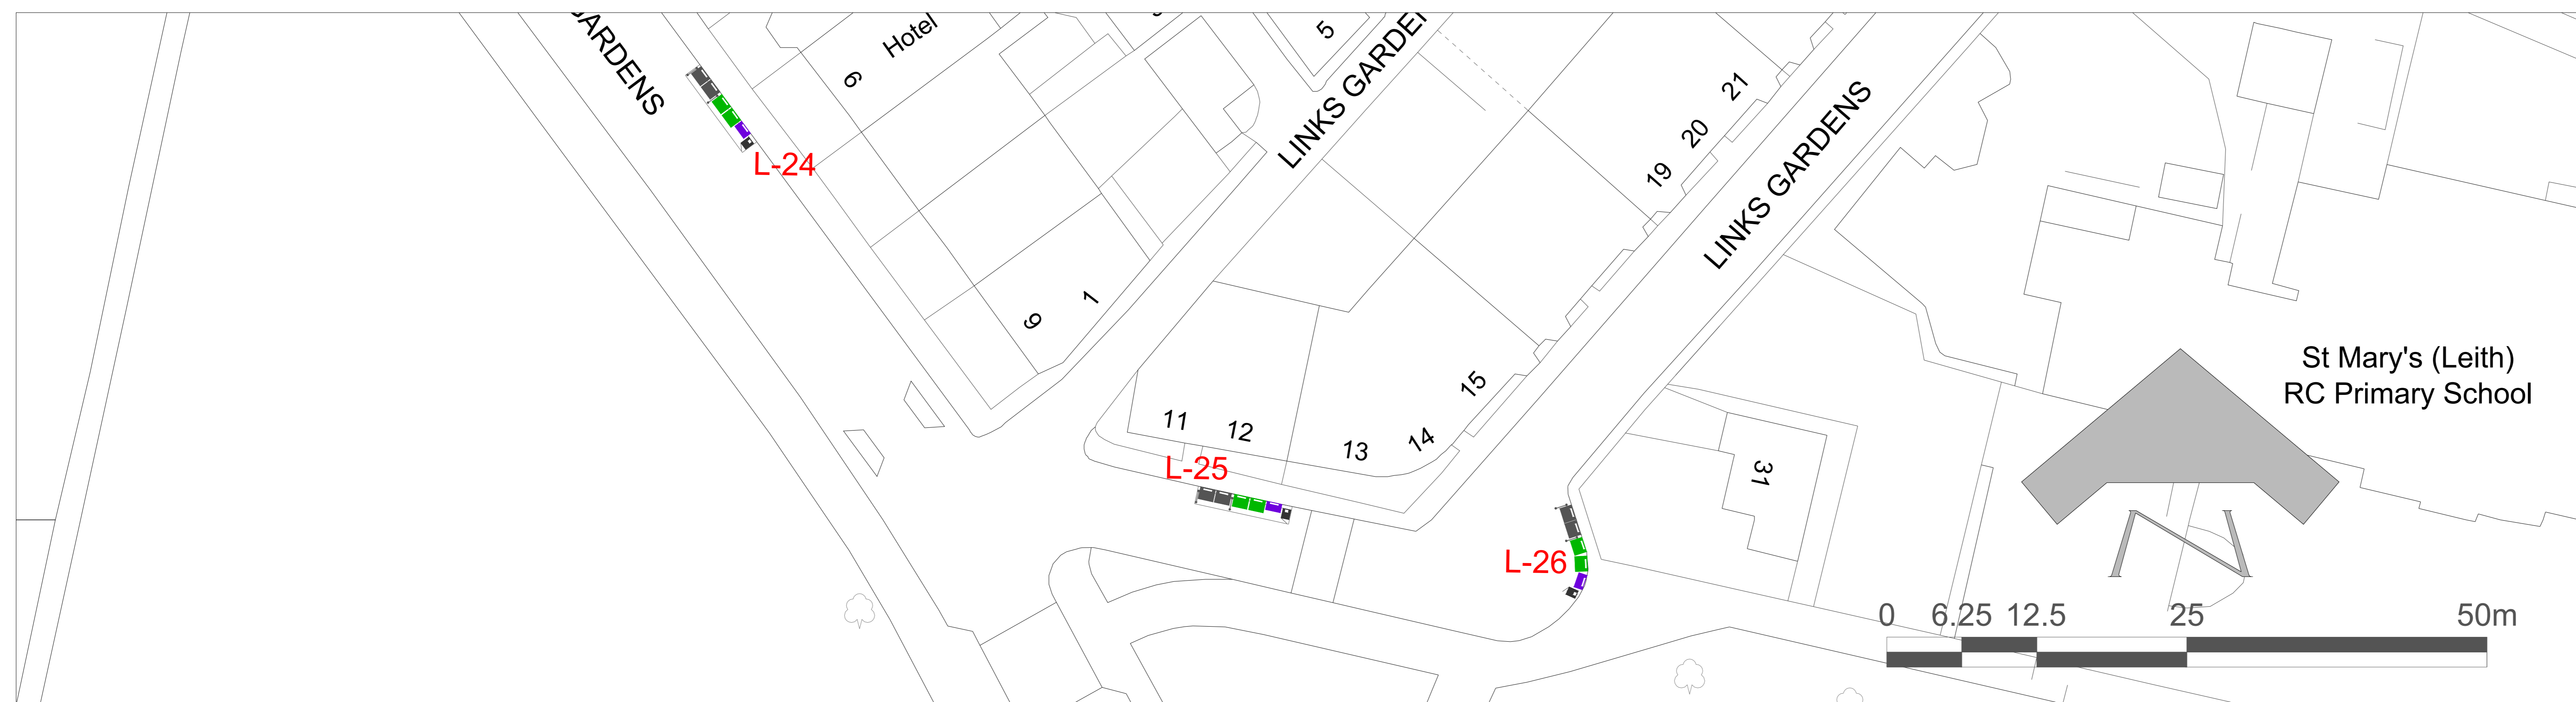 GARDENS
Hotel
6
5
LINKS GARDEN
21
20
19
LINKS GARDENS
L-24
1
9
St Mary's (Leith)
RC Primary School
15
11
12
13
14
L-25
31
L-26
N
0 6.25 12.5 25 50m